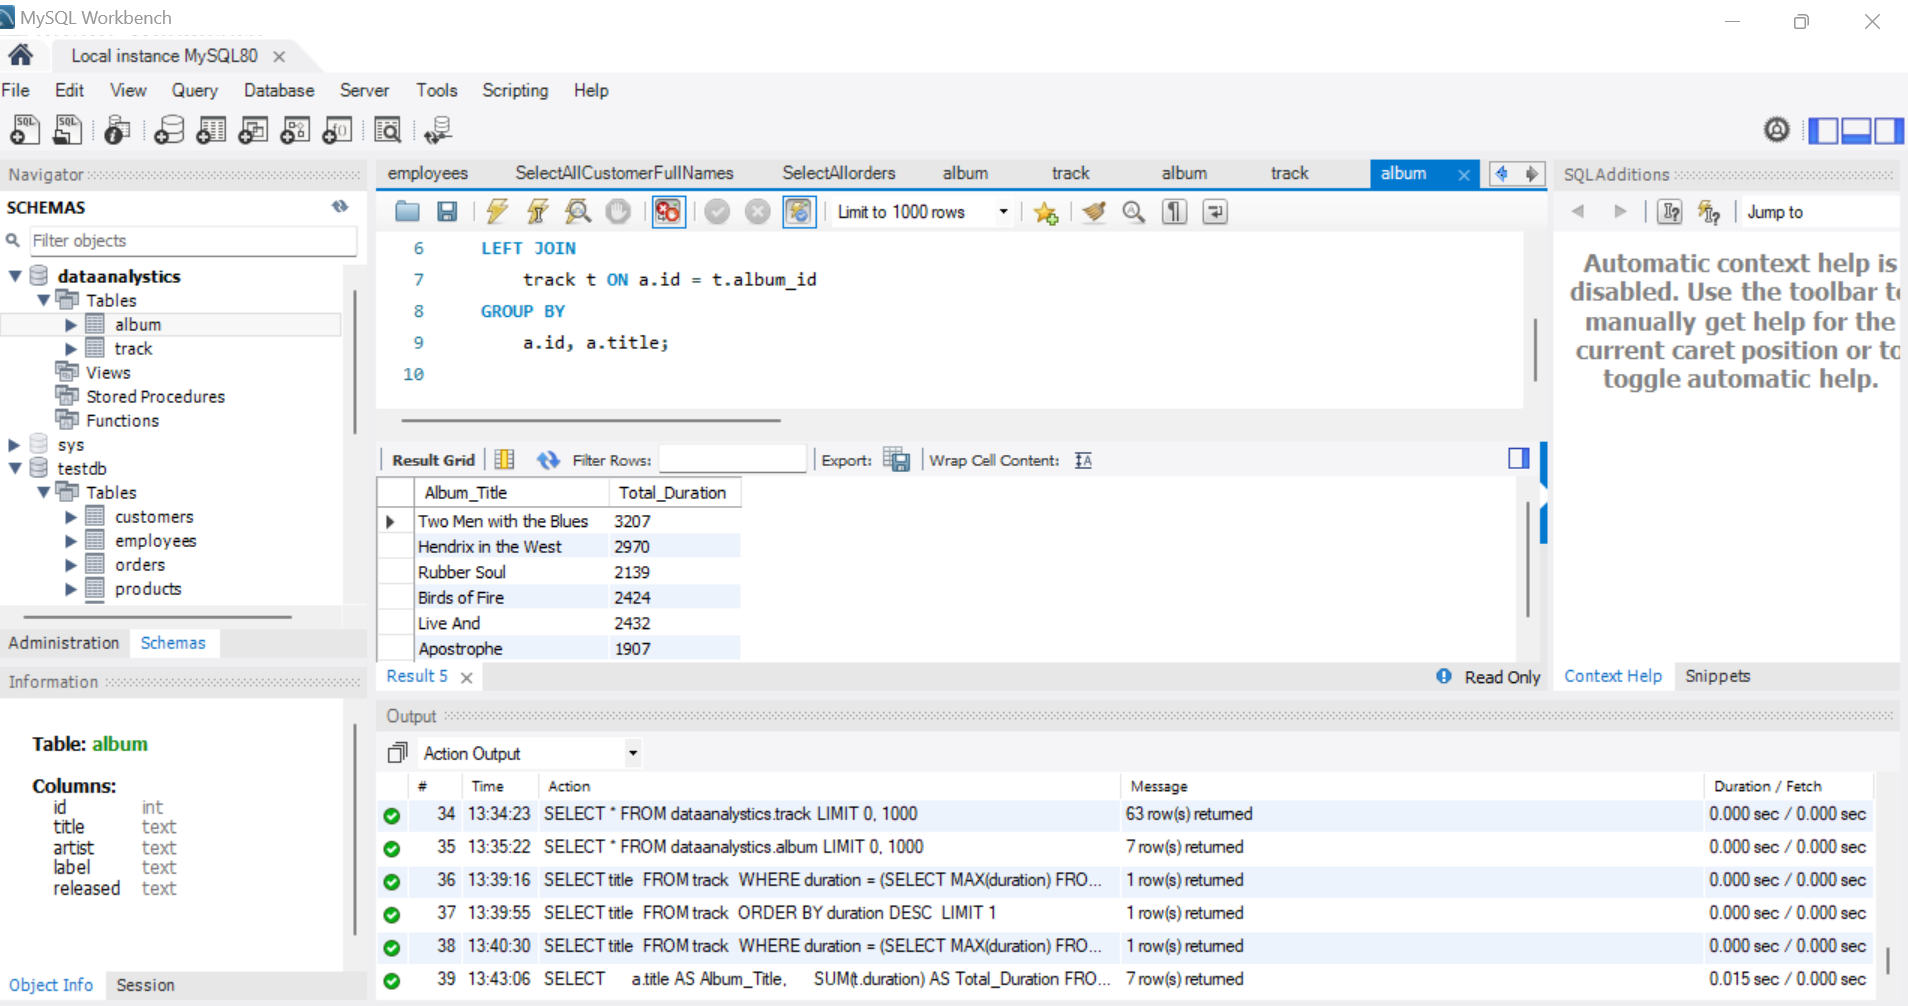 MySQL Workbench
Local instance MySQL80
File Edit View Query Database Server Tools Scripting Help
Navigator
SCHEMAS
Filter objects
dataanalystics
Tables
album
track
Views
Stored Procedures
Functions
sys
testdb
Tables
customers
employees
orders
products
Administration Schemas
Information
Table: album
Columns:
id int
title text
artist text
label text
released text
Object Info Session
employees SelectAllCustomerFullNames SelectAllorders album track album track album
Limit to 1000 rows
6 LEFT JOIN
7 track t ON a.id = t.album_id
8 GROUP BY
9 a.id, a.title;
10
Result Grid Filter Rows: Export: Wrap Cell Content:
Album_Title Total_Duration
Two Men with the Blues 3207
Hendrix in the West 2970
Rubber Soul 2139
Birds of Fire 2424
Live And 2432
Apostrophe 1907
Result 5 Read Only
SQLAdditions
Jump to
Automatic context help is
disabled. Use the toolbar to
manually get help for the
current caret position or to
toggle automatic help.
Context Help Snippets
Output
Action Output
# Time Action Message Duration / Fetch
34 13:34:23 SELECT * FROM dataanalystics.track LIMIT 0, 1000 63 row(s) returned 0.000 sec / 0.000 sec
35 13:35:22 SELECT * FROM dataanalystics.album LIMIT 0, 1000 7 row(s) returned 0.000 sec / 0.000 sec
36 13:39:16 SELECT title FROM track WHERE duration = (SELECT MAX(duration) FRO... 1 row(s) returned 0.000 sec / 0.000 sec
37 13:39:55 SELECT title FROM track ORDER BY duration DESC LIMIT 1 1 row(s) returned 0.000 sec / 0.000 sec
38 13:40:30 SELECT title FROM track WHERE duration = (SELECT MAX(duration) FRO... 1 row(s) returned 0.000 sec / 0.000 sec
39 13:43:06 SELECT a.title AS Album_Title, SUM(t.duration) AS Total_Duration FRO... 7 row(s) returned 0.015 sec / 0.000 sec